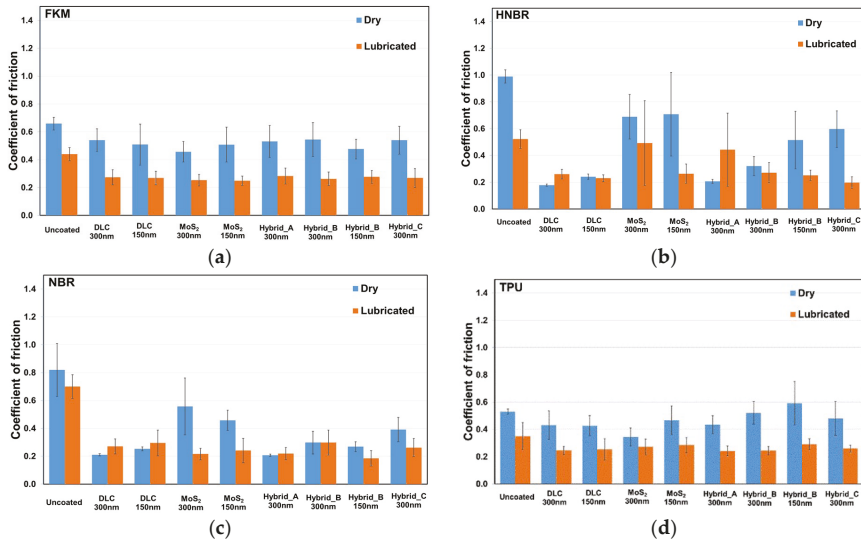 FKM
Coefficient of friction
1.4
1.2
1.0
0.8
0.6
0.4
0.2
0.0
Dry
Lubricated
Uncoated
DLC
300nm
DLC
150nm
MoS₂
300nm
MoS₂
150nm
Hybrid_A
300nm
Hybrid_B
300nm
Hybrid_B
150nm
Hybrid_C
300nm
(a)
HNBR
Coefficient of friction
1.4
1.2
1.0
0.8
0.6
0.4
0.2
0.0
Dry
Lubricated
Uncoated
DLC
300nm
DLC
150nm
MoS₂
300nm
MoS₂
150nm
Hybrid_A
300nm
Hybrid_B
300nm
Hybrid_B
150nm
Hybrid_C
300nm
(b)
NBR
Coefficient of friction
1.4
1.2
1.0
0.8
0.6
0.4
0.2
0.0
Dry
Lubricated
Uncoated
DLC
300nm
DLC
150nm
MoS₂
300nm
MoS₂
150nm
Hybrid_A
300nm
Hybrid_B
300nm
Hybrid_B
150nm
Hybrid_C
300nm
(c)
TPU
Coefficient of friction
1.4
1.2
1.0
0.8
0.6
0.4
0.2
0.0
Dry
Lubricated
Uncoated
DLC
300nm
DLC
150nm
MoS₂
300nm
MoS₂
150nm
Hybrid_A
300nm
Hybrid_B
300nm
Hybrid_B
150nm
Hybrid_C
300nm
(d)